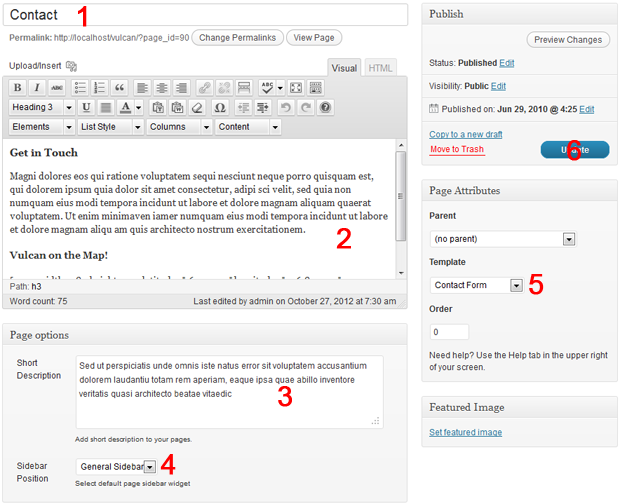 Contact 1
Permalink: http://localhost/vulcan/?page_id=90 Change Permalinks View Page
Upload/Insert
Visual HTML
B I ABC ABC
Heading 3 U A Ω
Elements List Style Columns Content
Get in Touch
Magni dolores eos qui ratione voluptatem sequi nesciunt neque porro quisquam est,
qui dolorem ipsum quia dolor sit amet consectetur, adipi sci velit, sed quia non
numquam eius modi tempora incidunt ut labore et dolore magnam aliquam quaerat
voluptatem. Ut enim minimaven iamer numquam eius modi tempora incidunt ut labore
et dolore magnam aliqu am quis architecto nostrum exercitationem.
2
Vulcan on the Map!
Path: h3
Word count: 75 Last edited by admin on October 27, 2012 at 7:30 am
Page options
Short
Description
Sed ut perspiciatis unde omnis iste natus error sit voluptatem accusantium
dolorem laudantiu totam rem aperiam, eaque ipsa quae abillo inventore
veritatis quasi architecto beatae vitaedic
3
Add short description to your pages.
Sidebar
Position
General Sidebar 4
Select default page sidebar widget
Publish
Preview Changes
Status: Published Edit
Visibility: Public Edit
Published on: Jun 29, 2010 @ 4:25 Edit
Copy to a new draft
Move to Trash
Update
6
Page Attributes
Parent
(no parent)
Template
Contact Form 5
Order
0
Need help? Use the Help tab in the upper right
of your screen.
Featured Image
Set featured image